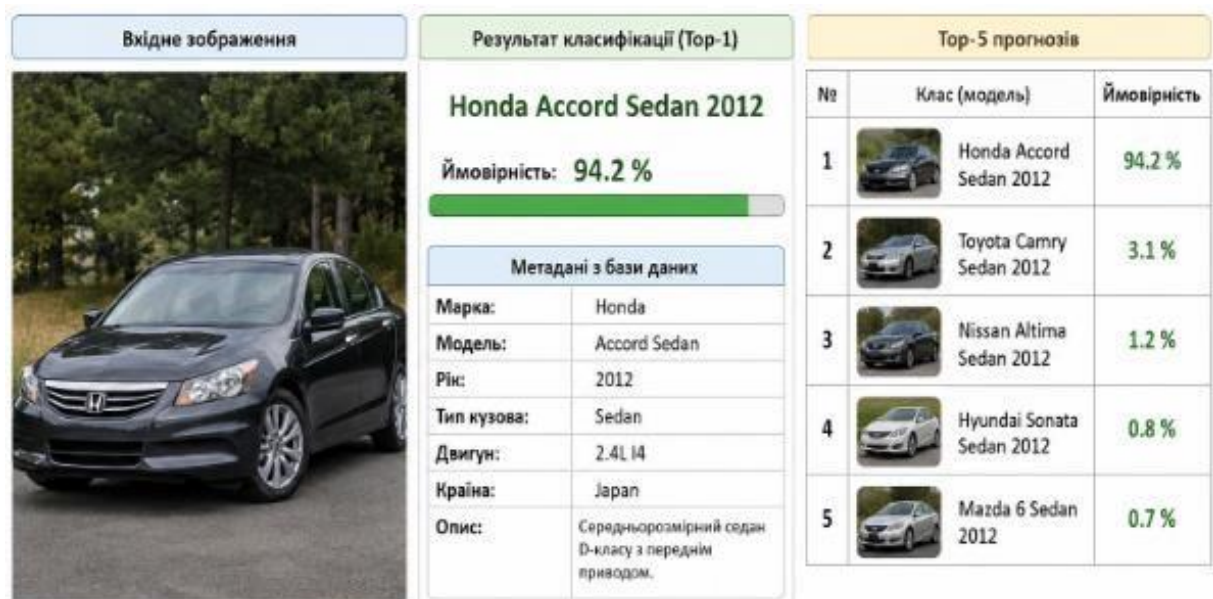 Вхідне зображення
Результат класифікації (Top-1)
Honda Accord Sedan 2012
Ймовірність: 94.2 %
Метадані з бази даних
Марка: Honda
Модель: Accord Sedan
Рік: 2012
Тип кузова: Sedan
Двигун: 2.4L I4
Країна: Japan
Опис: Середньорозмірний седан
D-класу з переднім
приводом.
Top-5 прогнозів
№ Клас (модель) Ймовірність
1 Honda Accord 94.2 %
Sedan 2012
2 Toyota Camry 3.1 %
Sedan 2012
3 Nissan Altima 1.2 %
Sedan 2012
4 Hyundai Sonata 0.8 %
Sedan 2012
5 Mazda 6 Sedan 0.7 %
2012